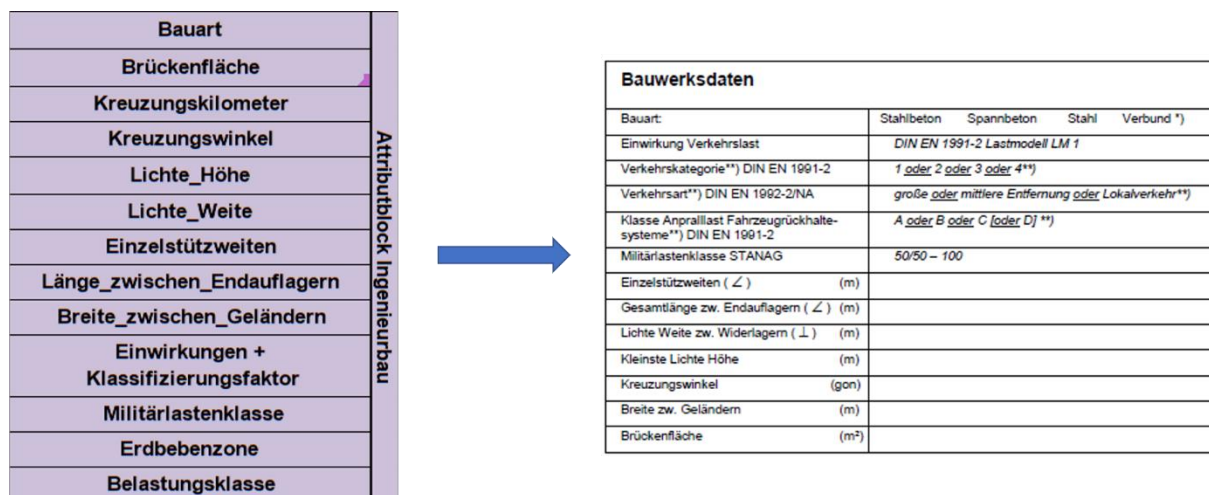 Bauart
Brückenfläche
Kreuzungskilometer
Kreuzungswinkel
Lichte_Höhe
Lichte_Weite
Einzelstützweiten
Länge_zwischen_Endauflagern
Breite_zwischen_Geländern
Einwirkungen +
Klassifizierungsfaktor
Militärlastenklasse
Erdbebenzone
Belastungsklasse
Attributblock Ingenieurbau
Bauwerksdaten
Bauart: Stahlbeton Spannbeton Stahl Verbund *)
Einwirkung Verkehrslast DIN EN 1991-2 Lastmodell LM 1
Verkehrskategorie**) DIN EN 1991-2 1 oder 2 oder 3 oder 4**)
Verkehrsart**) DIN EN 1992-2/NA große oder mittlere Entfernung oder Lokalverkehr**)
Klasse Anpralllast Fahrzeugrückhalte- A oder B oder C [oder D] **)
systeme**) DIN EN 1991-2
Militärlastenklasse STANAG 50/50 – 100
Einzelstützweiten ( ∠ ) (m)
Gesamtlänge zw. Endauflagern ( ∠ ) (m)
Lichte Weite zw. Widerlagern ( ⊥ ) (m)
Kleinste Lichte Höhe (m)
Kreuzungswinkel (gon)
Breite zw. Geländern (m)
Brückenfläche (m²)